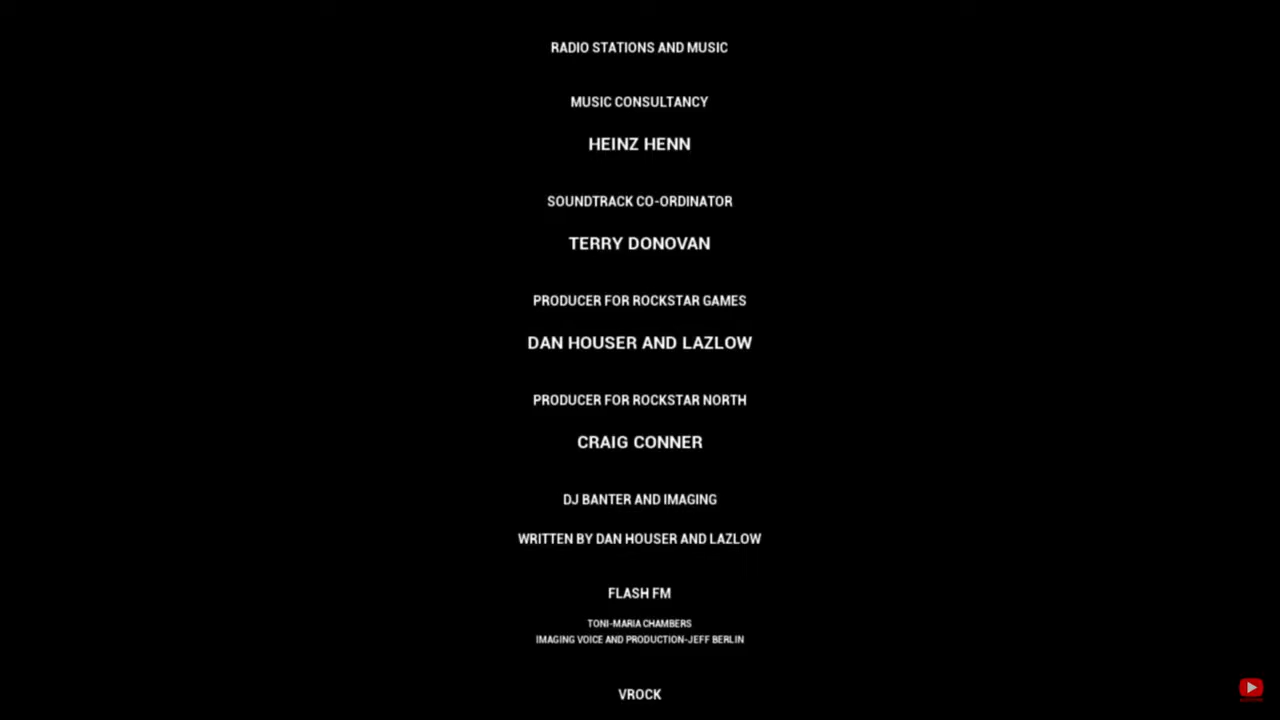 RADIO STATIONS AND MUSIC
MUSIC CONSULTANCY
HEINZ HENN
SOUNDTRACK CO-ORDINATOR
TERRY DONOVAN
PRODUCER FOR ROCKSTAR GAMES
DAN HOUSER AND LAZLOW
PRODUCER FOR ROCKSTAR NORTH
CRAIG CONNER
DJ BANTER AND IMAGING
WRITTEN BY DAN HOUSER AND LAZLOW
FLASH FM
TONI-MARIA CHAMBERS
IMAGING VOICE AND PRODUCTION-JEFF BERLIN
VROCK